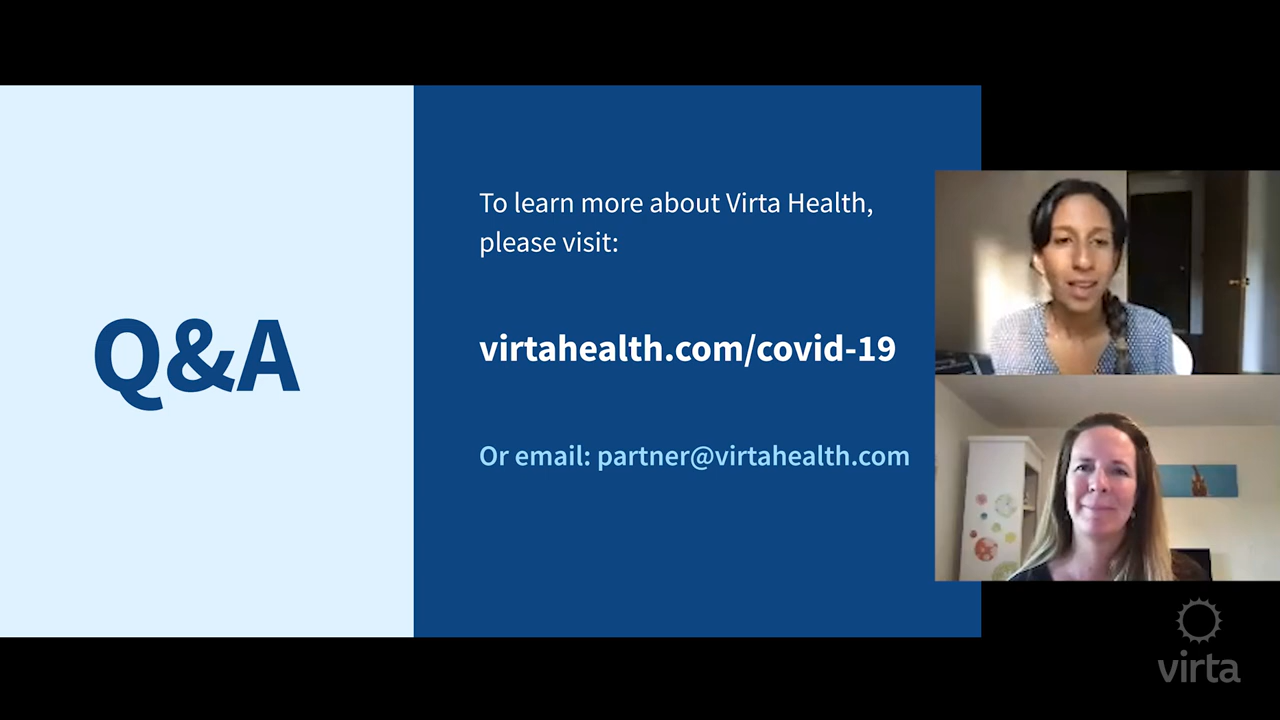 Q&A
To learn more about Virta Health,
please visit:
virtahealth.com/covid-19
Or email: partner@virtahealth.com
virta